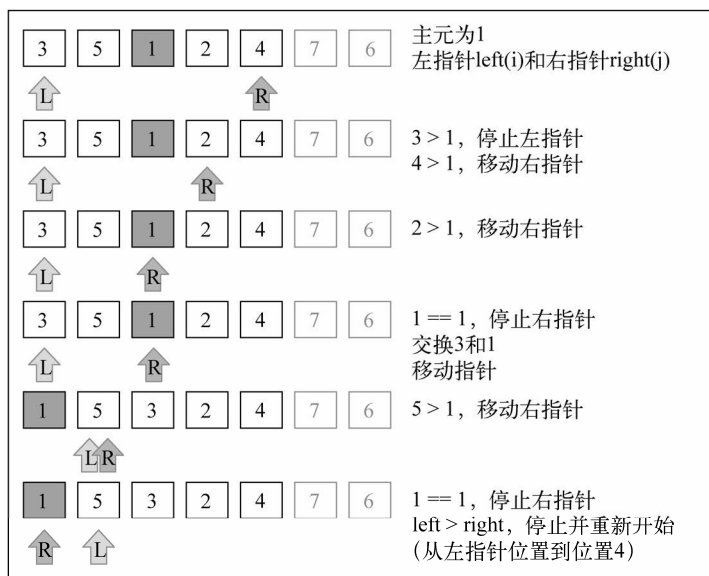 3 5 1 2 4 7 6
主元为1
左指针left(i)和右指针right(j)
L R
3 5 1 2 4 7 6
3 > 1，停止左指针
4 > 1，移动右指针
L R
3 5 1 2 4 7 6
2 > 1，移动右指针
L R
3 5 1 2 4 7 6
1 == 1，停止右指针
交换3和1
移动指针
L R
1 5 3 2 4 7 6
5 > 1，移动右指针
L R
1 5 3 2 4 7 6
1 == 1，停止右指针
left > right，停止并重新开始
（从左指针位置到位置4）
R L